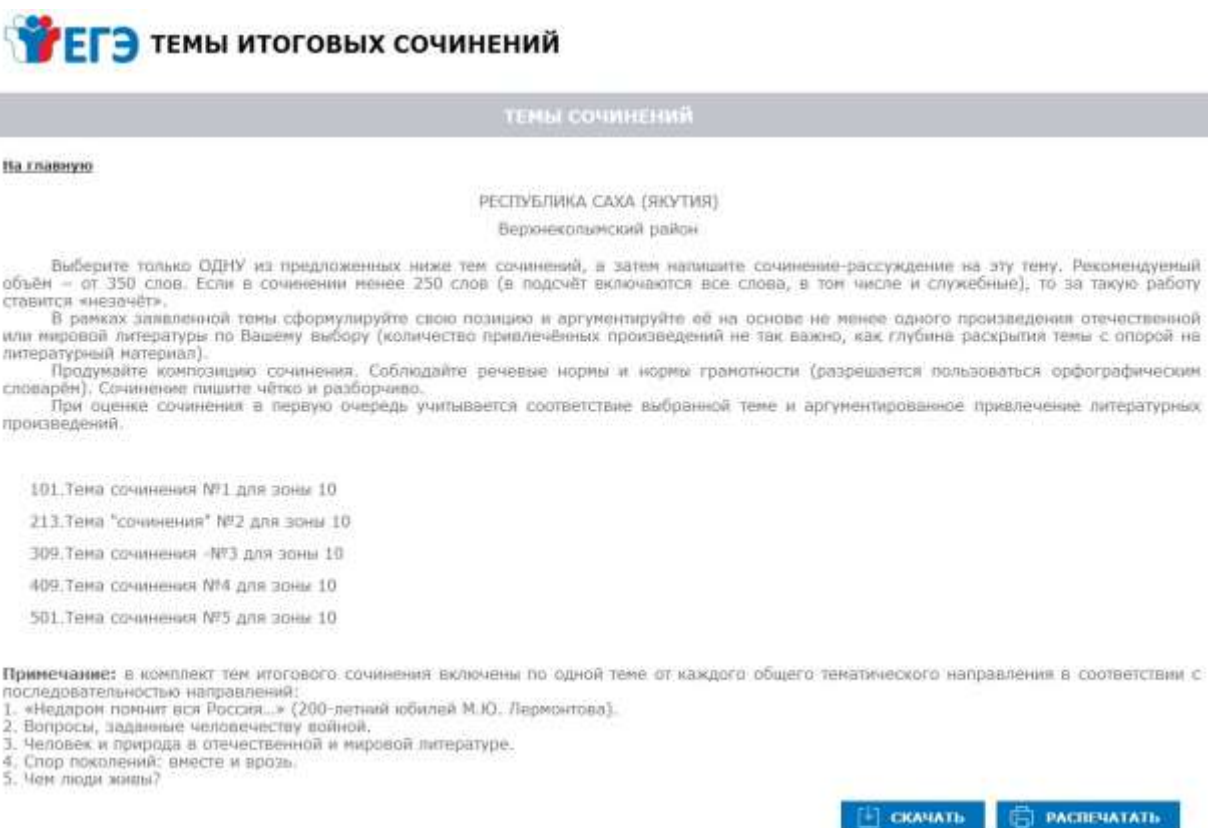 ЕГЭ ТЕМЫ ИТОГОВЫХ СОЧИНЕНИЙ
ТЕМЫ СОЧИНЕНИЙ
На главную
РЕСПУБЛИКА САХА (ЯКУТИЯ)
Верхнеколымский район
Выберите только ОДНУ из предложенных ниже тем сочинений, а затем напишите сочинение-рассуждение на эту тему. Рекомендуемый
объём – от 350 слов. Если в сочинении менее 250 слов (в подсчёт включаются все слова, в том числе и служебные), то за такую работу
ставится «незачёт».
В рамках заявленной темы сформулируйте свою позицию и аргументируйте её на основе не менее одного произведения отечественной
или мировой литературы по Вашему выбору (количество привлечённых произведений не так важно, как глубина раскрытия темы с опорой на
литературный материал).
Продумайте композицию сочинения. Соблюдайте речевые нормы и нормы грамотности (разрешается пользоваться орфографическим
словарём). Сочинение пишите чётко и разборчиво.
При оценке сочинения в первую очередь учитывается соответствие выбранной теме и аргументированное привлечение литературных
произведений.
101.Тема сочинения №1 для зоны 10
213.Тема "сочинения" №2 для зоны 10
309.Тема сочинения -№3 для зоны 10
409.Тема сочинения №4 для зоны 10
501.Тема сочинения №5 для зоны 10
Примечание: в комплект тем итогового сочинения включены по одной теме от каждого общего тематического направления в соответствии с
последовательностью направлений:
1. «Недаром помнит вся Россия…» (200-летний юбилей М.Ю. Лермонтова).
2. Вопросы, заданные человечеству войной.
3. Человек и природа в отечественной и мировой литературе.
4. Спор поколений: вместе и врозь.
5. Чем люди живы?
СКАЧАТЬ РАСПЕЧАТАТЬ